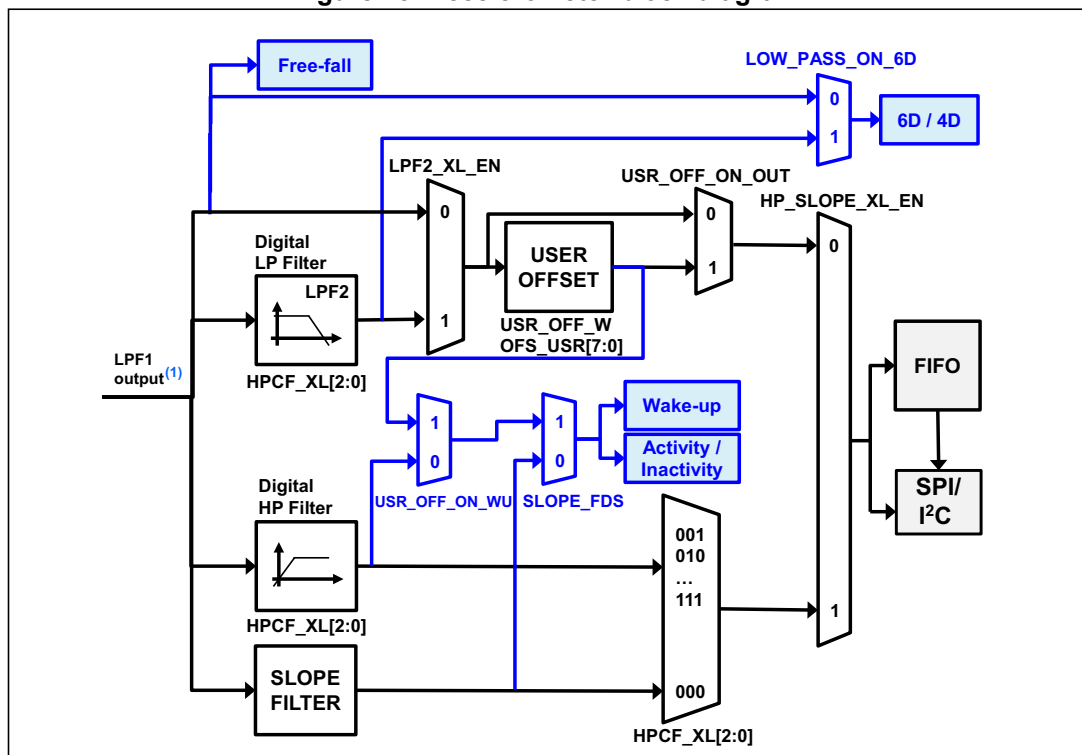 Free-fall
LOW_PASS_ON_6D
0
1
6D / 4D
LPF2_XL_EN
USR_OFF_ON_OUT
HP_SLOPE_XL_EN
0
0
0
Digital
LP Filter
LPF2
USER
OFFSET
1
1
USR_OFF_W
OFS_USR[7:0]
LPF1
output(1)
HPCF_XL[2:0]
FIFO
1
0
1
0
Wake-up
Activity /
Inactivity
USR_OFF_ON_WU
SLOPE_FDS
SPI/
I²C
Digital
HP Filter
001
010
...
111
1
HPCF_XL[2:0]
SLOPE
FILTER
000
HPCF_XL[2:0]